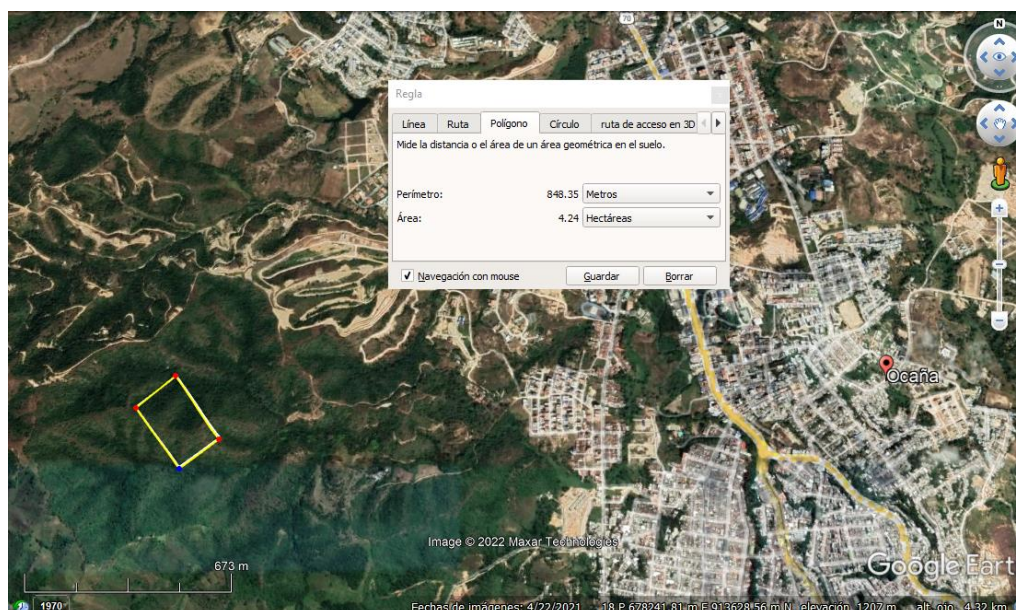 N
70
Regla
Línea Ruta Polígono Círculo ruta de acceso en 3D
Mide la distancia o el área de un área geométrica en el suelo.
Perímetro: 848.35 Metros
Área: 4.24 Hectáreas
Navegación con mouse Guardar Borrar
Ocaña
Image © 2022 Maxar Technologies
Google Eart
673 m
1970
Fechas de imágenes: 4/22/2021 18 P 678241.81 m E 913628.56 m N elevación 1207 m alt. ojo 4.32 km